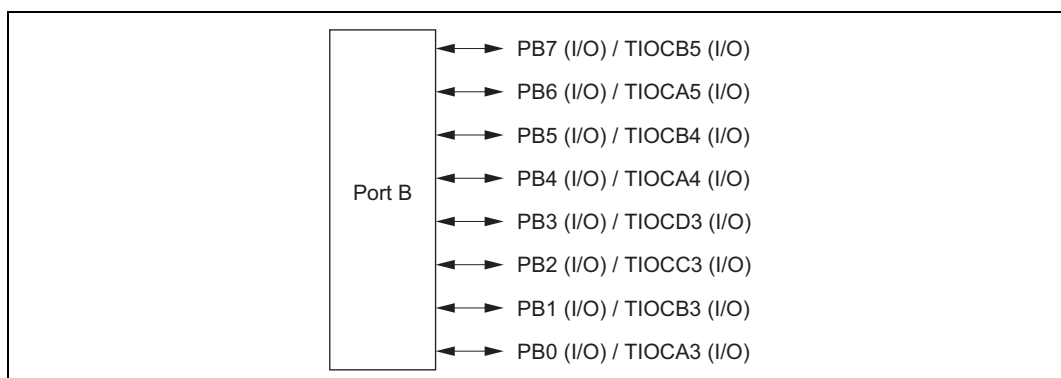 PB7 (I/O) / TIOCB5 (I/O)
PB6 (I/O) / TIOCA5 (I/O)
PB5 (I/O) / TIOCB4 (I/O)
PB4 (I/O) / TIOCA4 (I/O)
Port B
PB3 (I/O) / TIOCD3 (I/O)
PB2 (I/O) / TIOCC3 (I/O)
PB1 (I/O) / TIOCB3 (I/O)
PB0 (I/O) / TIOCA3 (I/O)